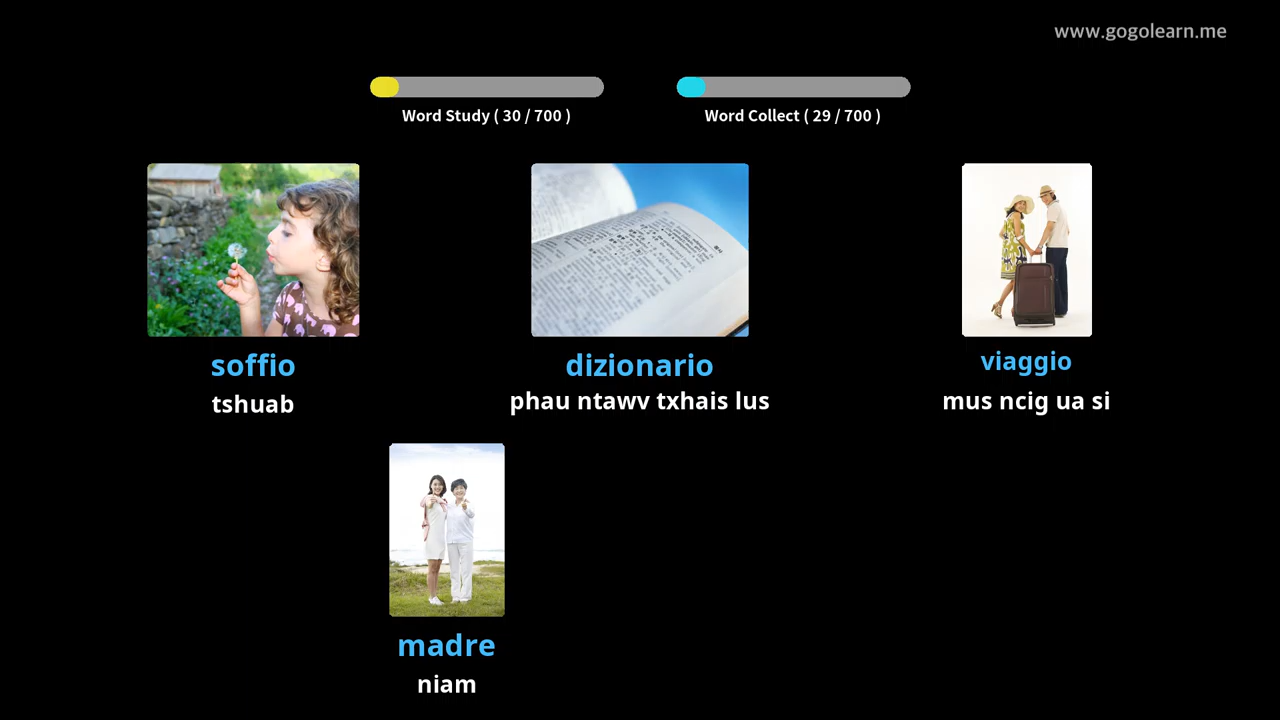 www.gogolearn.me
Word Study ( 30 / 700 )
Word Collect ( 29 / 700 )
soffio
tshuab
dizionario
phau ntawv txhais lus
viaggio
mus ncig ua si
madre
niam